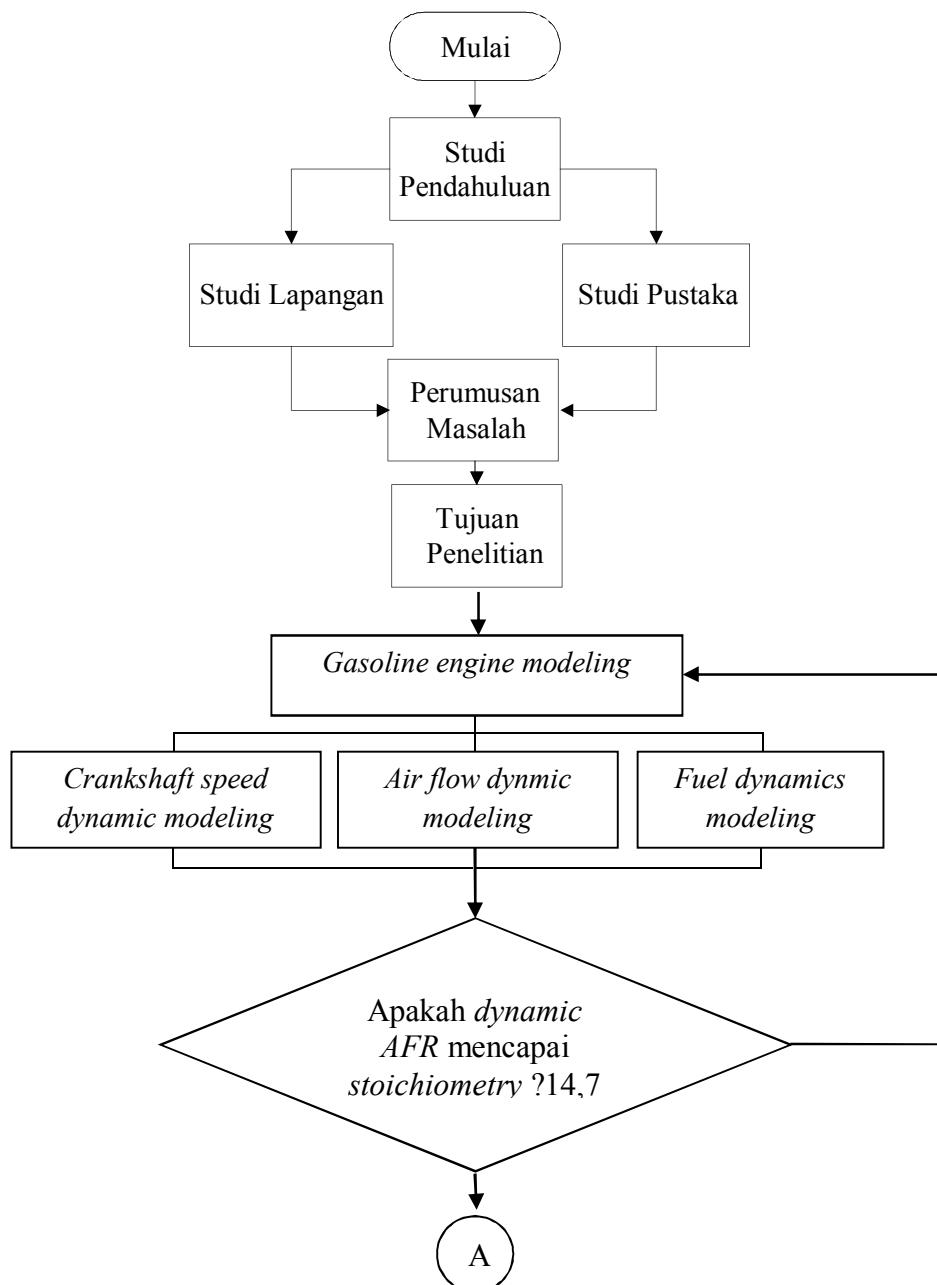 Mulai
Studi
Pendahuluan
Studi Lapangan
Studi Pustaka
Perumusan
Masalah
Tujuan
Penelitian
Gasoline engine modeling
Crankshaft speed
dynamic modeling
Air flow dynmic
modeling
Fuel dynamics
modeling
Apakah dynamic
AFR mencapai
stoichiometry ?14,7
A